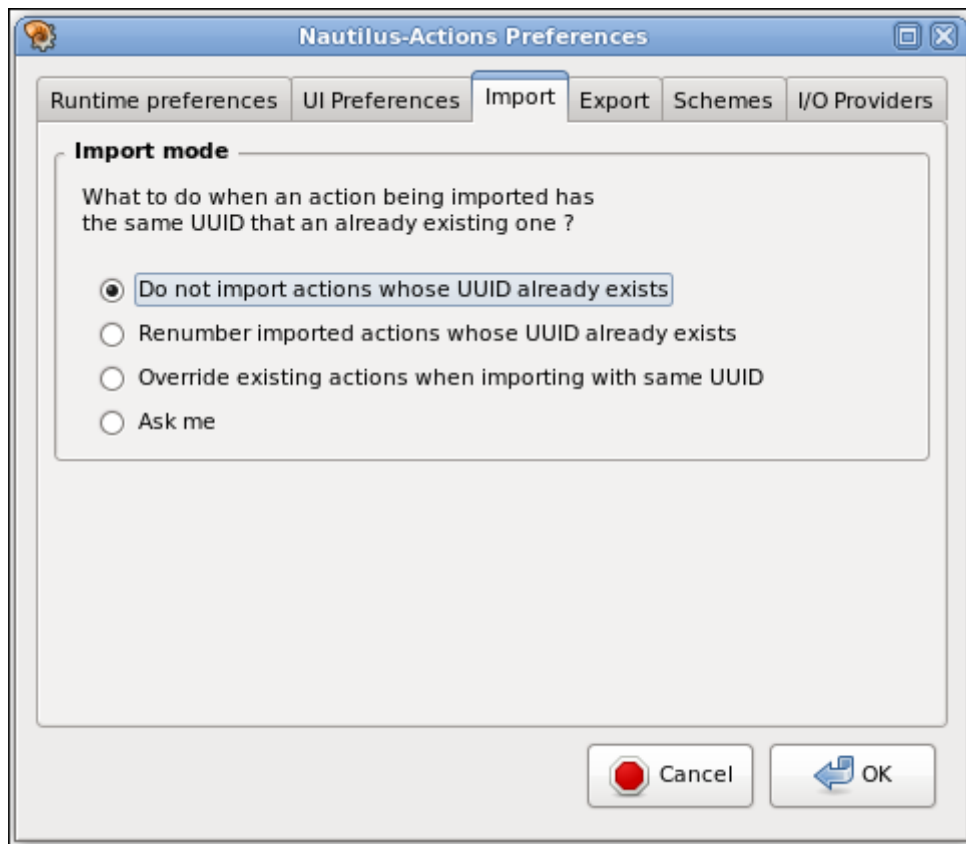 Nautilus-Actions Preferences
Runtime preferences UI Preferences Import Export Schemes I/O Providers
Import mode
What to do when an action being imported has
the same UUID that an already existing one ?
Do not import actions whose UUID already exists
Renumber imported actions whose UUID already exists
Override existing actions when importing with same UUID
Ask me
Cancel OK